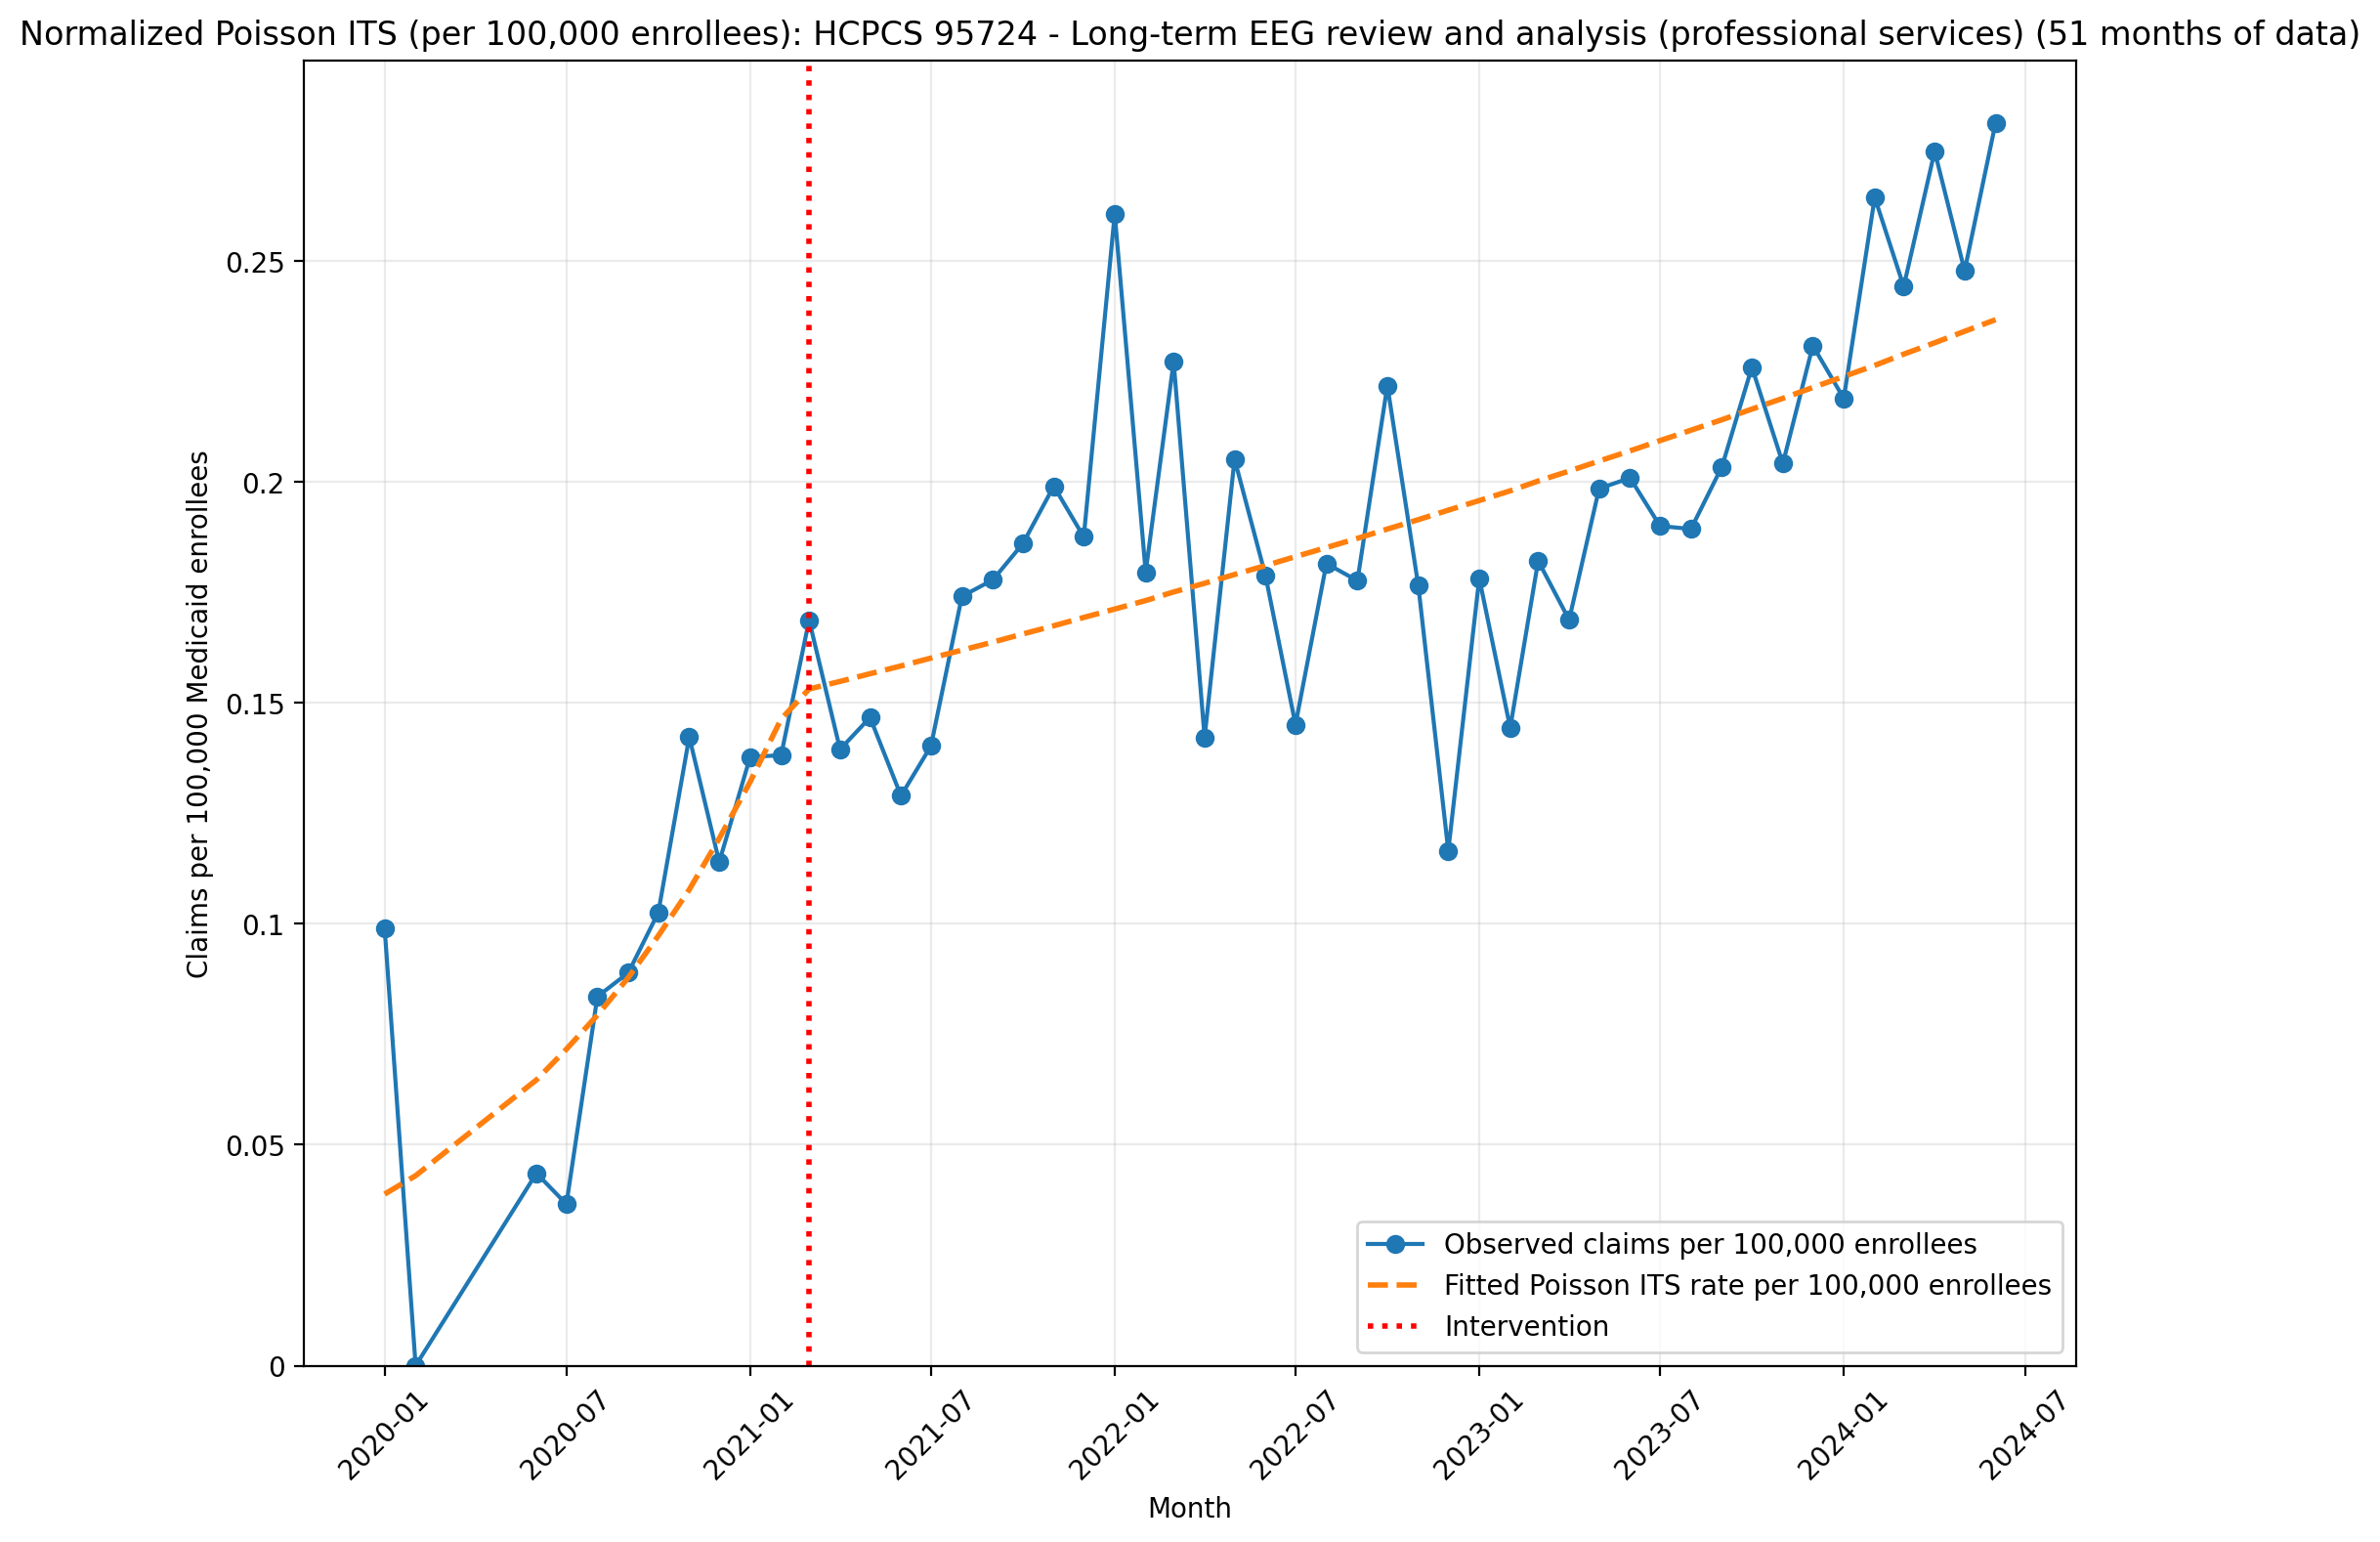 Normalized Poisson ITS (per 100,000 enrollees): HCPCS 95724 - Long-term EEG review and analysis (professional services) (51 months of data)
Claims per 100,000 Medicaid enrollees
0.25
0.2
0.15
0.1
0.05
0
Observed claims per 100,000 enrollees
Fitted Poisson ITS rate per 100,000 enrollees
Intervention
2020-01
2020-07
2021-01
2021-07
2022-01
2022-07
2023-01
2023-07
2024-01
2024-07
Month